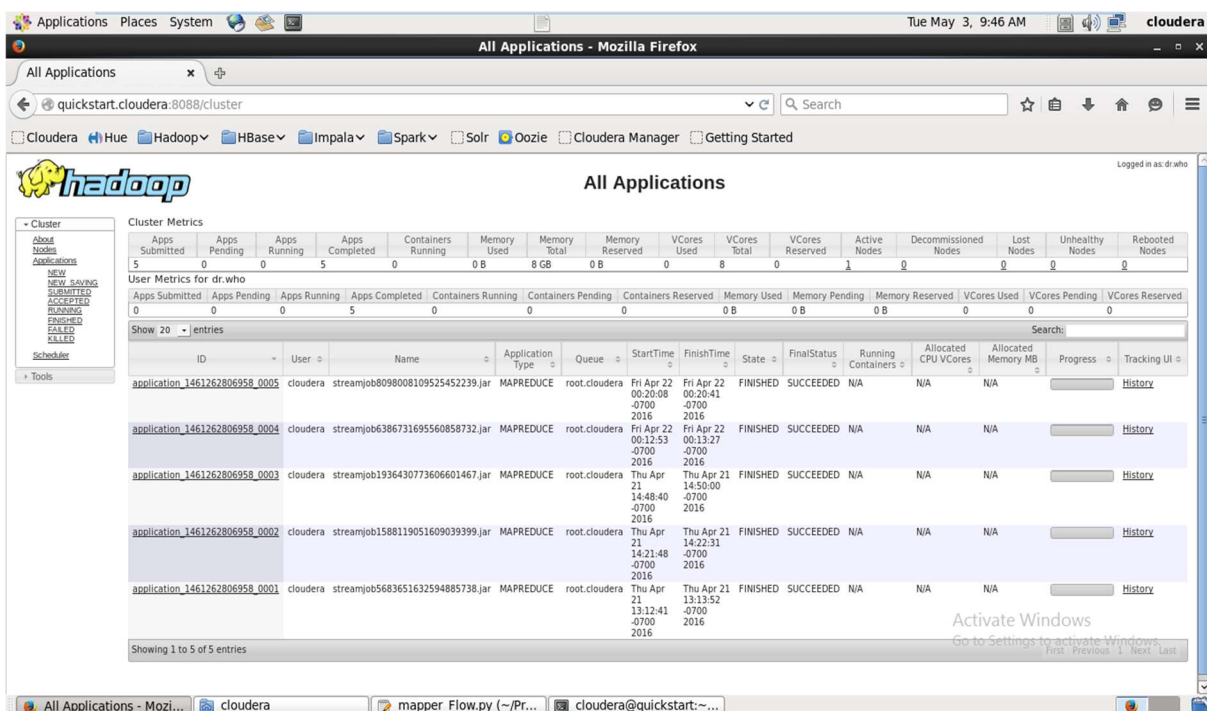 Applications Places System Tue May 3, 9:46 AM cloudera
All Applications - Mozilla Firefox
All Applications
quickstart.cloudera:8088/cluster Search
Cloudera Hue Hadoop HBase Impala Spark Solr Oozie Cloudera Manager Getting Started
Logged in as: dr.who
hadoop All Applications
Cluster
About
Nodes
Applications
NEW
NEW_SAVING
SUBMITTED
ACCEPTED
RUNNING
FINISHED
FAILED
KILLED
Scheduler
Tools
Cluster Metrics
Apps Submitted Apps Pending Apps Running Apps Completed Containers Running Memory Used Memory Total Memory Reserved VCores Used VCores Total VCores Reserved Active Nodes Decommissioned Nodes Lost Nodes Unhealthy Nodes Rebooted Nodes
5 0 0 5 0 0 B 8 GB 0 B 0 8 0 1 0 0 0 0
User Metrics for dr.who
Apps Submitted Apps Pending Apps Running Apps Completed Containers Running Containers Pending Containers Reserved Memory Used Memory Pending Memory Reserved VCores Used VCores Pending VCores Reserved
0 0 0 5 0 0 0 0 B 0 B 0 B 0 0 0
Show 20 entries Search:
ID User Name Application Type Queue StartTime FinishTime State FinalStatus Running Containers Allocated CPU VCores Allocated Memory MB Progress Tracking UI
application_1461262806958_0005 cloudera streamjob8098008109525452239.jar MAPREDUCE root.cloudera Fri Apr 22 00:20:08 -0700 2016 Fri Apr 22 00:20:41 -0700 2016 FINISHED SUCCEEDED N/A N/A N/A History
application_1461262806958_0004 cloudera streamjob6386731695560858732.jar MAPREDUCE root.cloudera Fri Apr 22 00:12:53 -0700 2016 Fri Apr 22 00:13:27 -0700 2016 FINISHED SUCCEEDED N/A N/A N/A History
application_1461262806958_0003 cloudera streamjob1936430773606601467.jar MAPREDUCE root.cloudera Thu Apr 21 14:48:40 -0700 2016 Thu Apr 21 14:50:00 -0700 2016 FINISHED SUCCEEDED N/A N/A N/A History
application_1461262806958_0002 cloudera streamjob1588119051609039399.jar MAPREDUCE root.cloudera Thu Apr 21 14:21:48 -0700 2016 Thu Apr 21 14:22:31 -0700 2016 FINISHED SUCCEEDED N/A N/A N/A History
application_1461262806958_0001 cloudera streamjob5683651632594885738.jar MAPREDUCE root.cloudera Thu Apr 21 13:12:41 -0700 2016 Thu Apr 21 13:13:52 -0700 2016 FINISHED SUCCEEDED N/A N/A N/A History
Activate Windows
Go to Settings to activate Windows.
Showing 1 to 5 of 5 entries First Previous 1 Next Last
All Applications - Mozi... cloudera mapper_Flow.py (~/Pr... cloudera@quickstart:~...